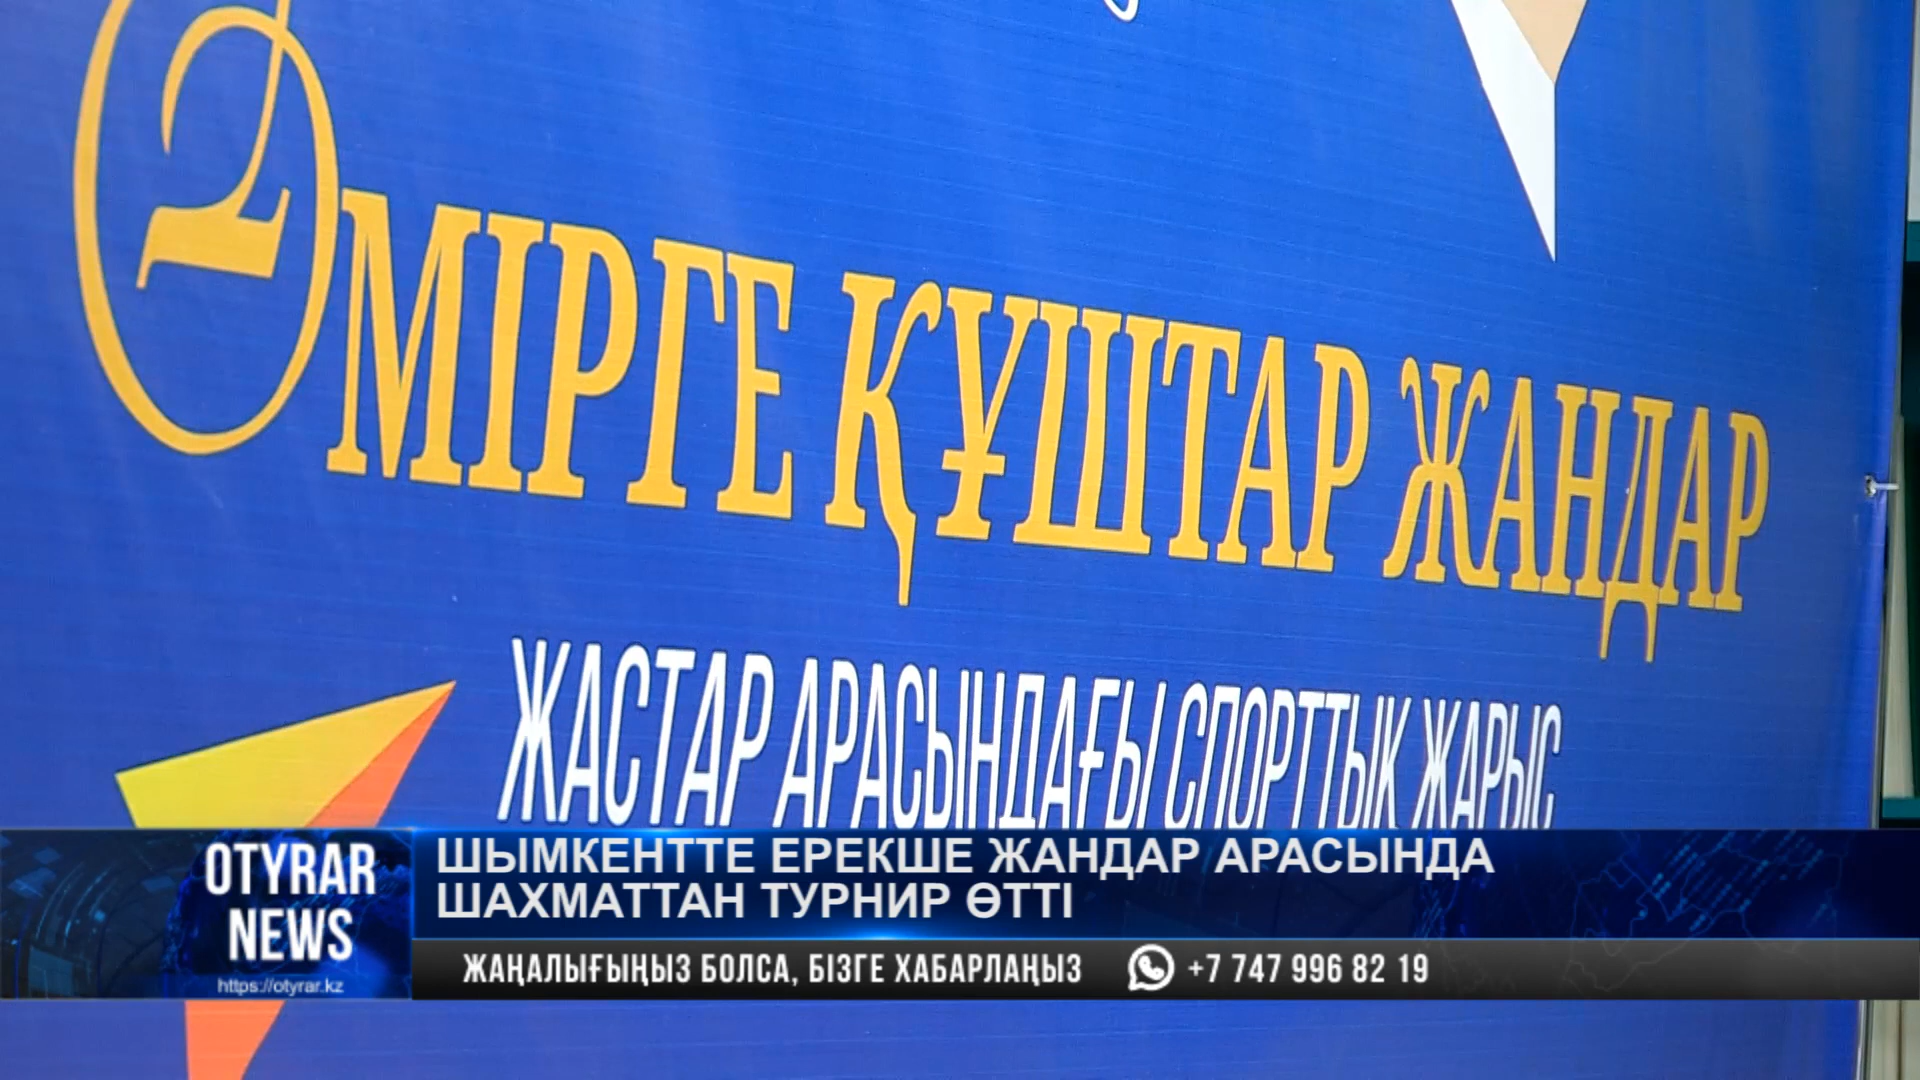 ӨМІРГЕ ҚҰШТАР ЖАНДАР
ЖАСТАР АРАСЫНДАҒЫ СПОРТТЫҚ ЖАРЫС
OTYRAR
NEWS
https://otyrar.kz
ШЫМКЕНТТЕ ЕРЕКШЕ ЖАНДАР АРАСЫНДА
ШАХМАТТАН ТУРНИР ӨТТІ
ЖАҢАЛЫҒЫҢЫЗ БОЛСА, БІЗГЕ ХАБАРЛАҢЫЗ +7 747 996 82 19